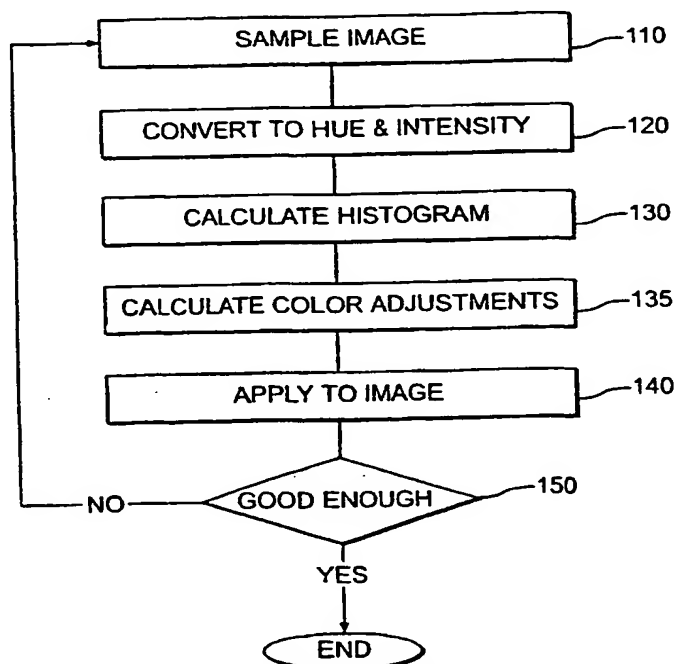 SAMPLE IMAGE 110
CONVERT TO HUE & INTENSITY 120
CALCULATE HISTOGRAM 130
CALCULATE COLOR ADJUSTMENTS 135
APPLY TO IMAGE 140
GOOD ENOUGH 150
NO
YES
END